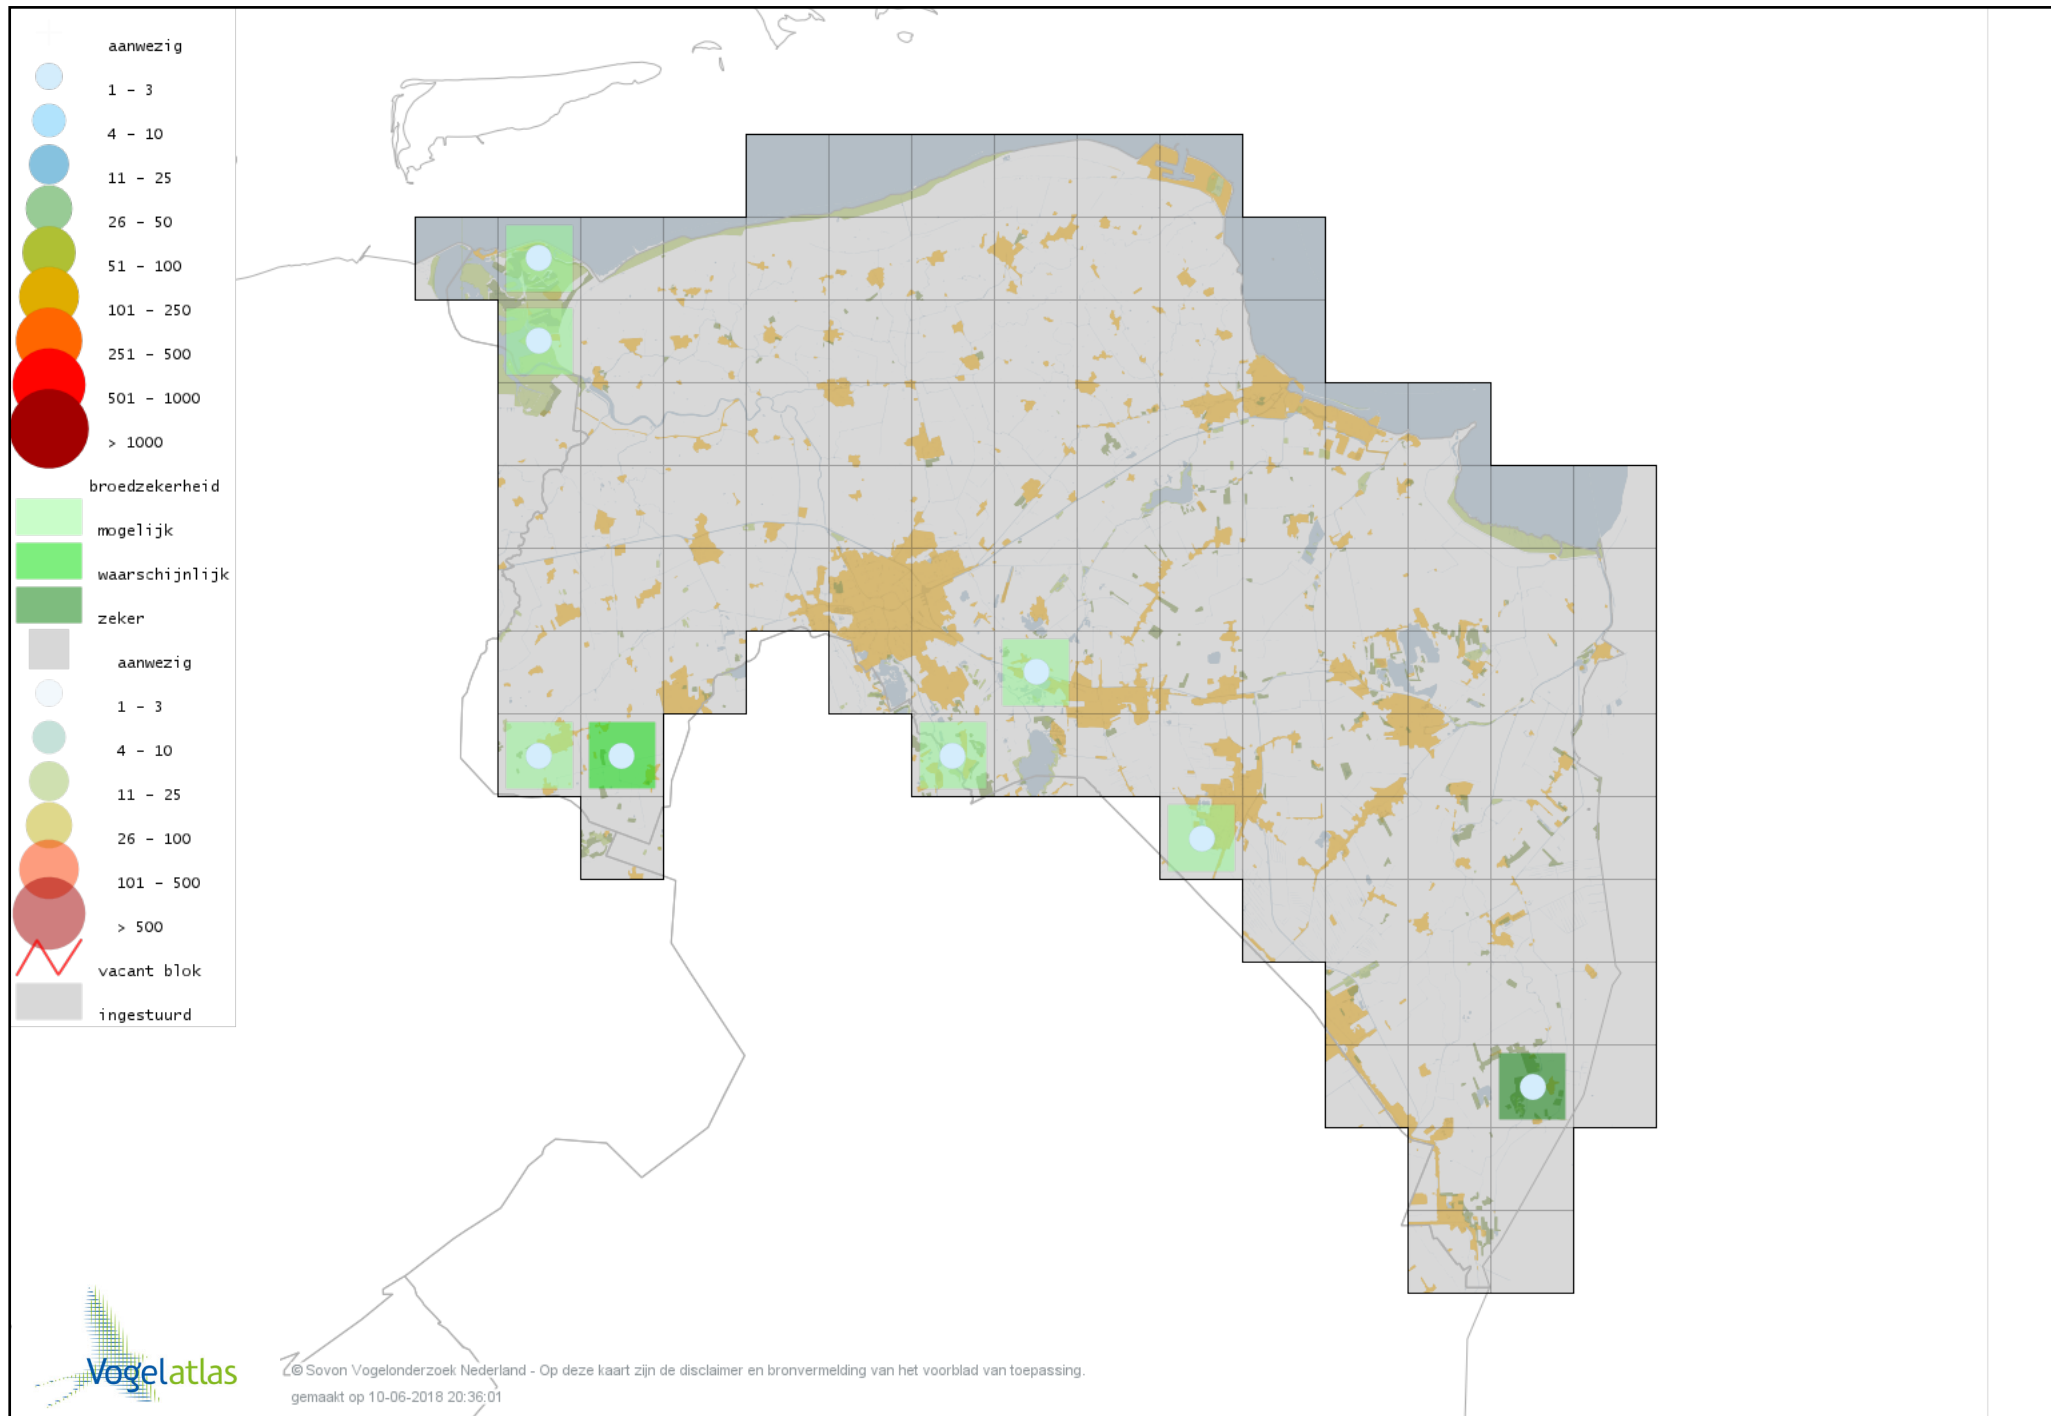 aanwezig
1 - 3
4 - 10
11 - 25
26 - 50
51 - 100
101 - 250
251 - 500
501 - 1000
> 1000
broedzekerheid
mogelijk
waarschijnlijk
zeker
aanwezig
1 - 3
4 - 10
11 - 25
26 - 100
101 - 500
> 500
vacant blok
ingestuurd
Vogelatlas
© Sovon Vogelonderzoek Nederland - Op deze kaart zijn de disclaimer en bronvermelding van het voorblad van toepassing.
gemaakt op 10-06-2018 20:36:01